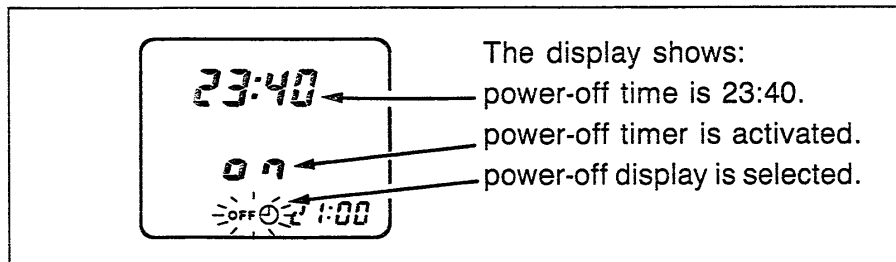 The display shows:
23:40
power-off time is 23:40.
on
power-off timer is activated.
power-off display is selected.
OFF 21:00